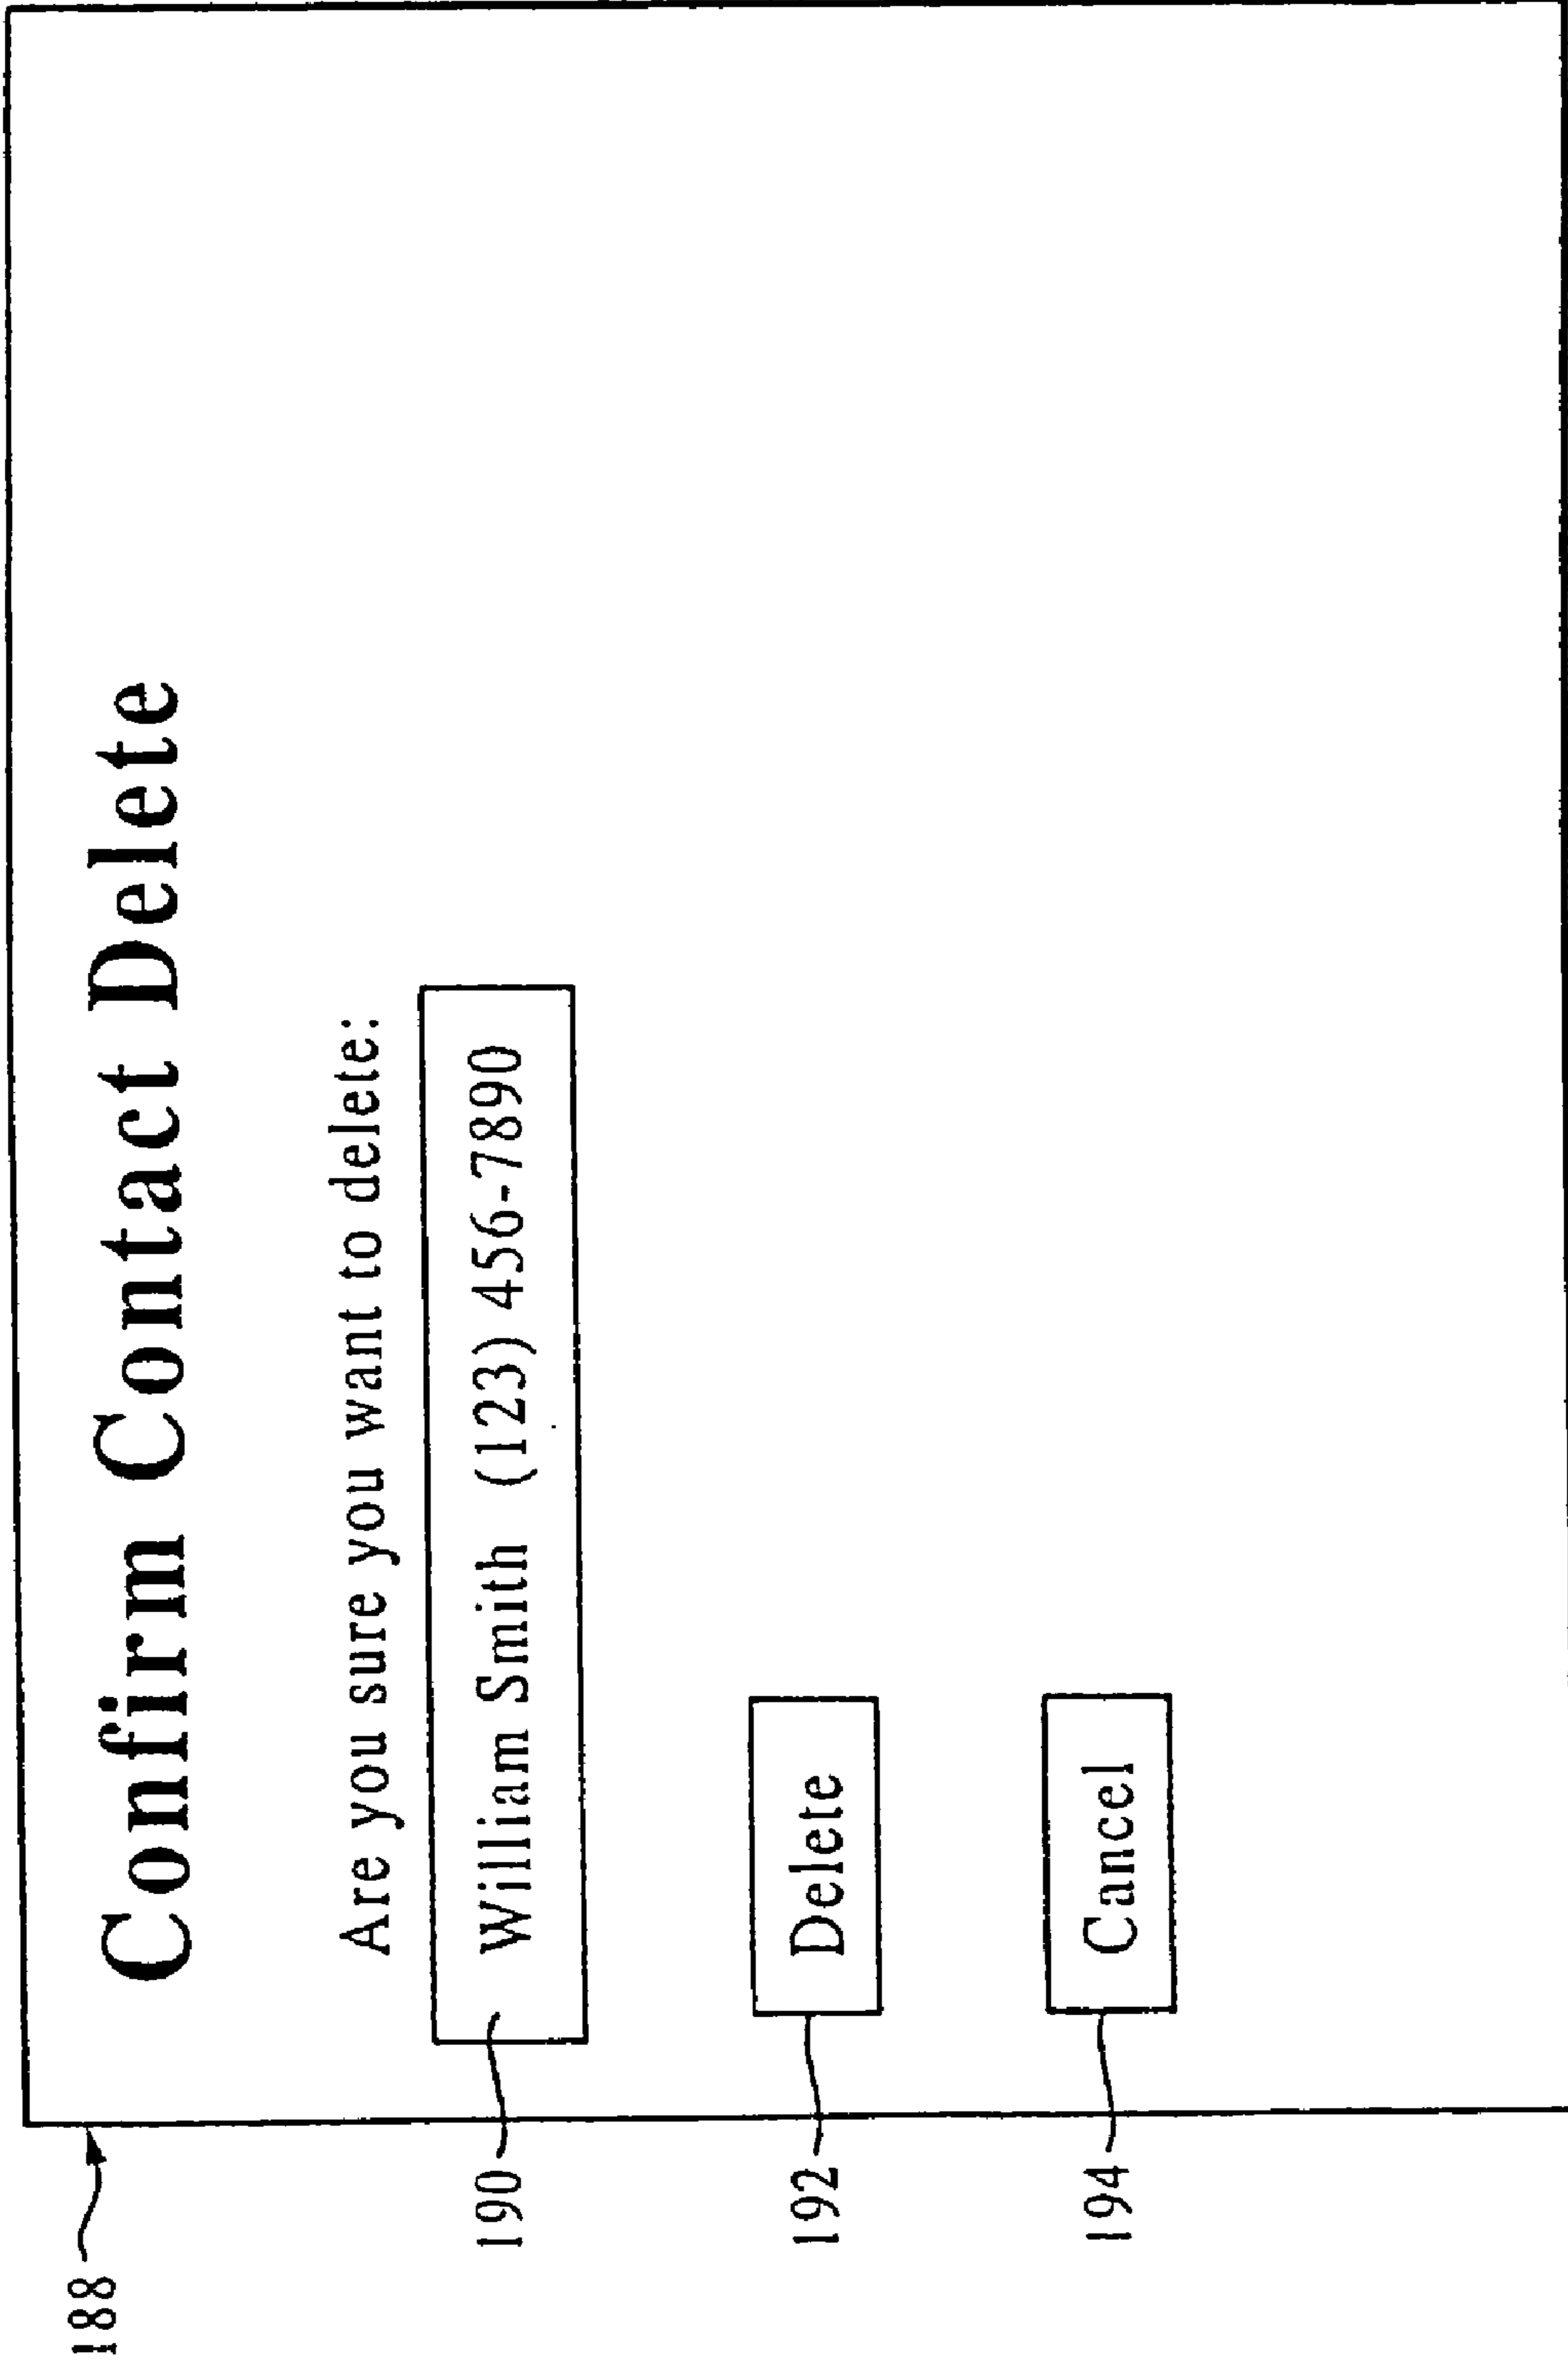 188
Confirm Contact Delete
Are you sure you want to delete:
190
William Smith (123) 456-7890
192
Delete
194
Cancel